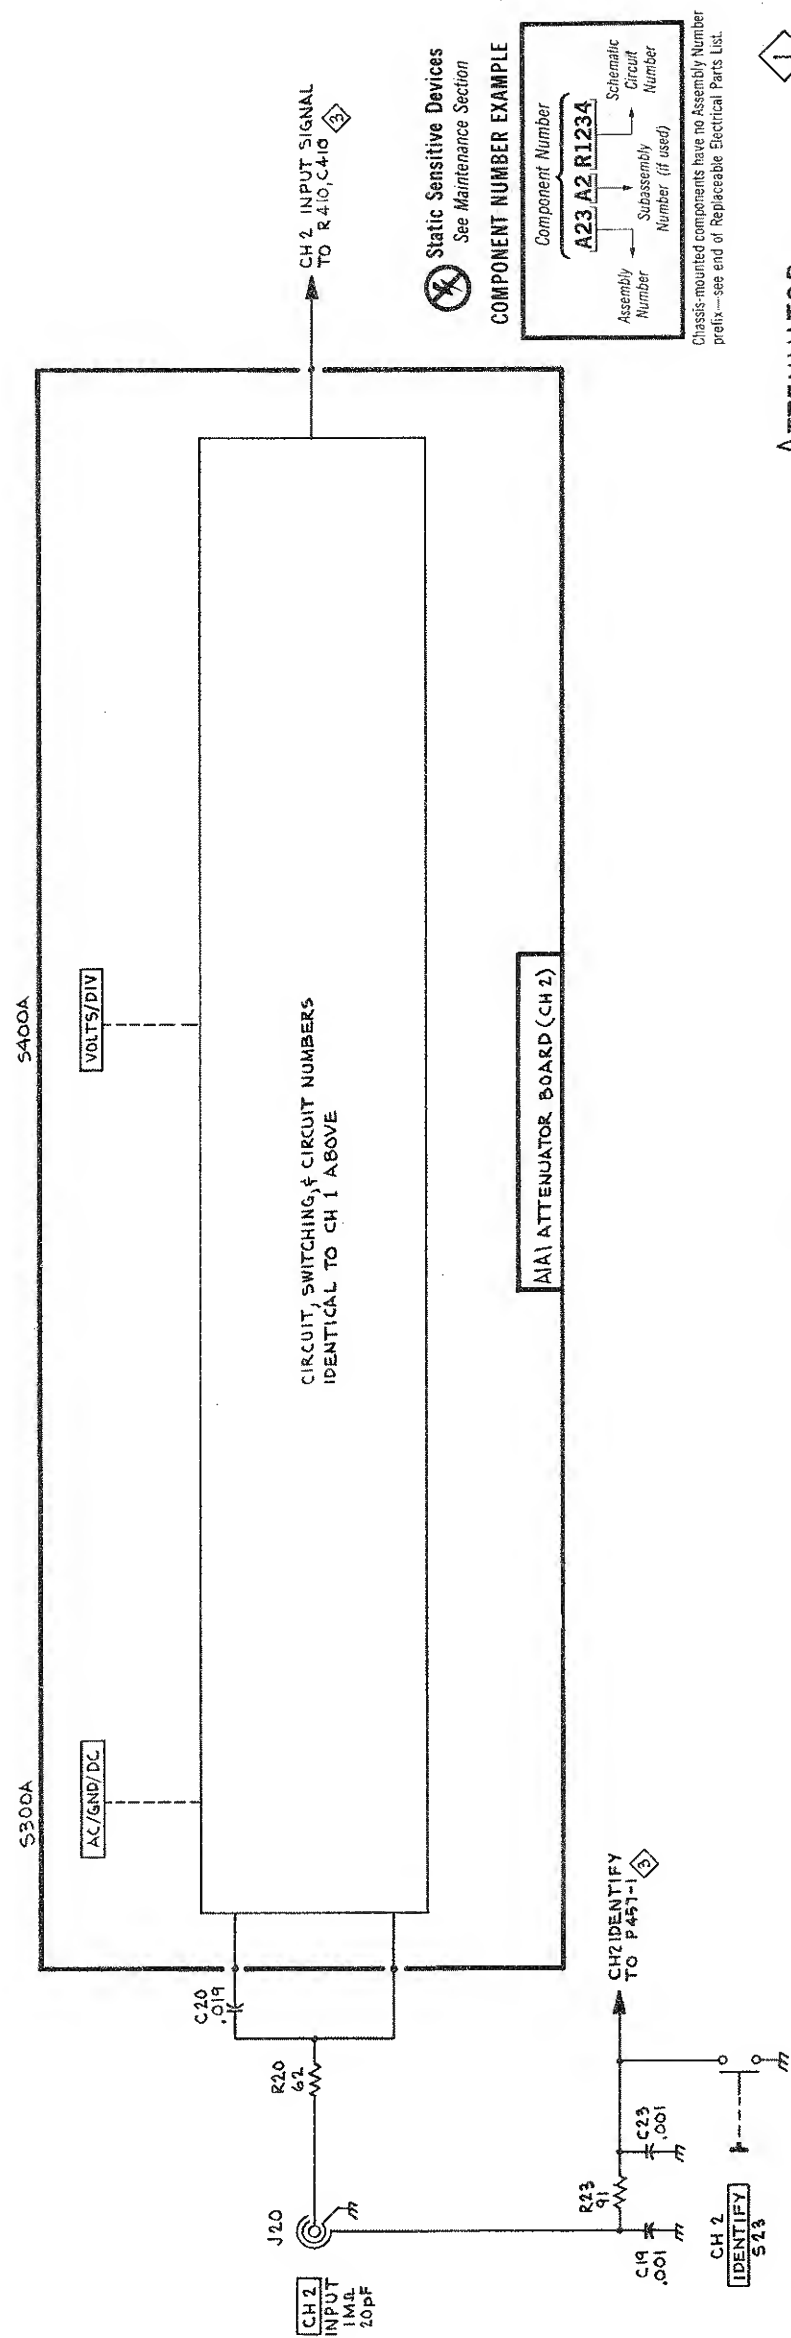 S300A
S400A
AC/GND/DC
VOLTS/DIV
CH 2
INPUT
1MΩ
20pF
J20
R20
62
C20
.019
CIRCUIT, SWITCHING, & CIRCUIT NUMBERS
IDENTICAL TO CH 1 ABOVE
CH 2 INPUT SIGNAL
TO R410, C410
3
A1A1 ATTENUATOR BOARD (CH 2)
C19
.001
R23
91
C23
.001
CH2 IDENTIFY
TO P457-1
3
CH 2
IDENTIFY
S23
Static Sensitive Devices
See Maintenance Section
COMPONENT NUMBER EXAMPLE
Component Number
A23 A2 R1234
Assembly
Number
Subassembly
Number (if used)
Schematic
Circuit
Number
Chassis-mounted components have no Assembly Number
prefix—see end of Replaceable Electrical Parts List.
1